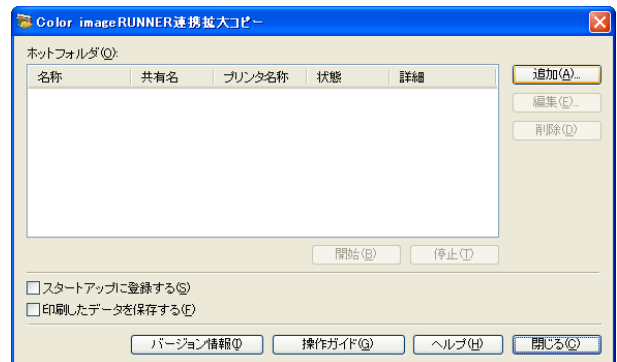 Color imageRUNNER連携拡大コピー
ホットフォルダ(O):
名称 共有名 プリンタ名称 状態 詳細
追加(A)...
編集(E)...
削除(D)
開始(B) 停止(T)
スタートアップに登録する(S)
印刷したデータを保存する(F)
バージョン情報(I) 操作ガイド(G) ヘルプ(H) 閉じる(C)